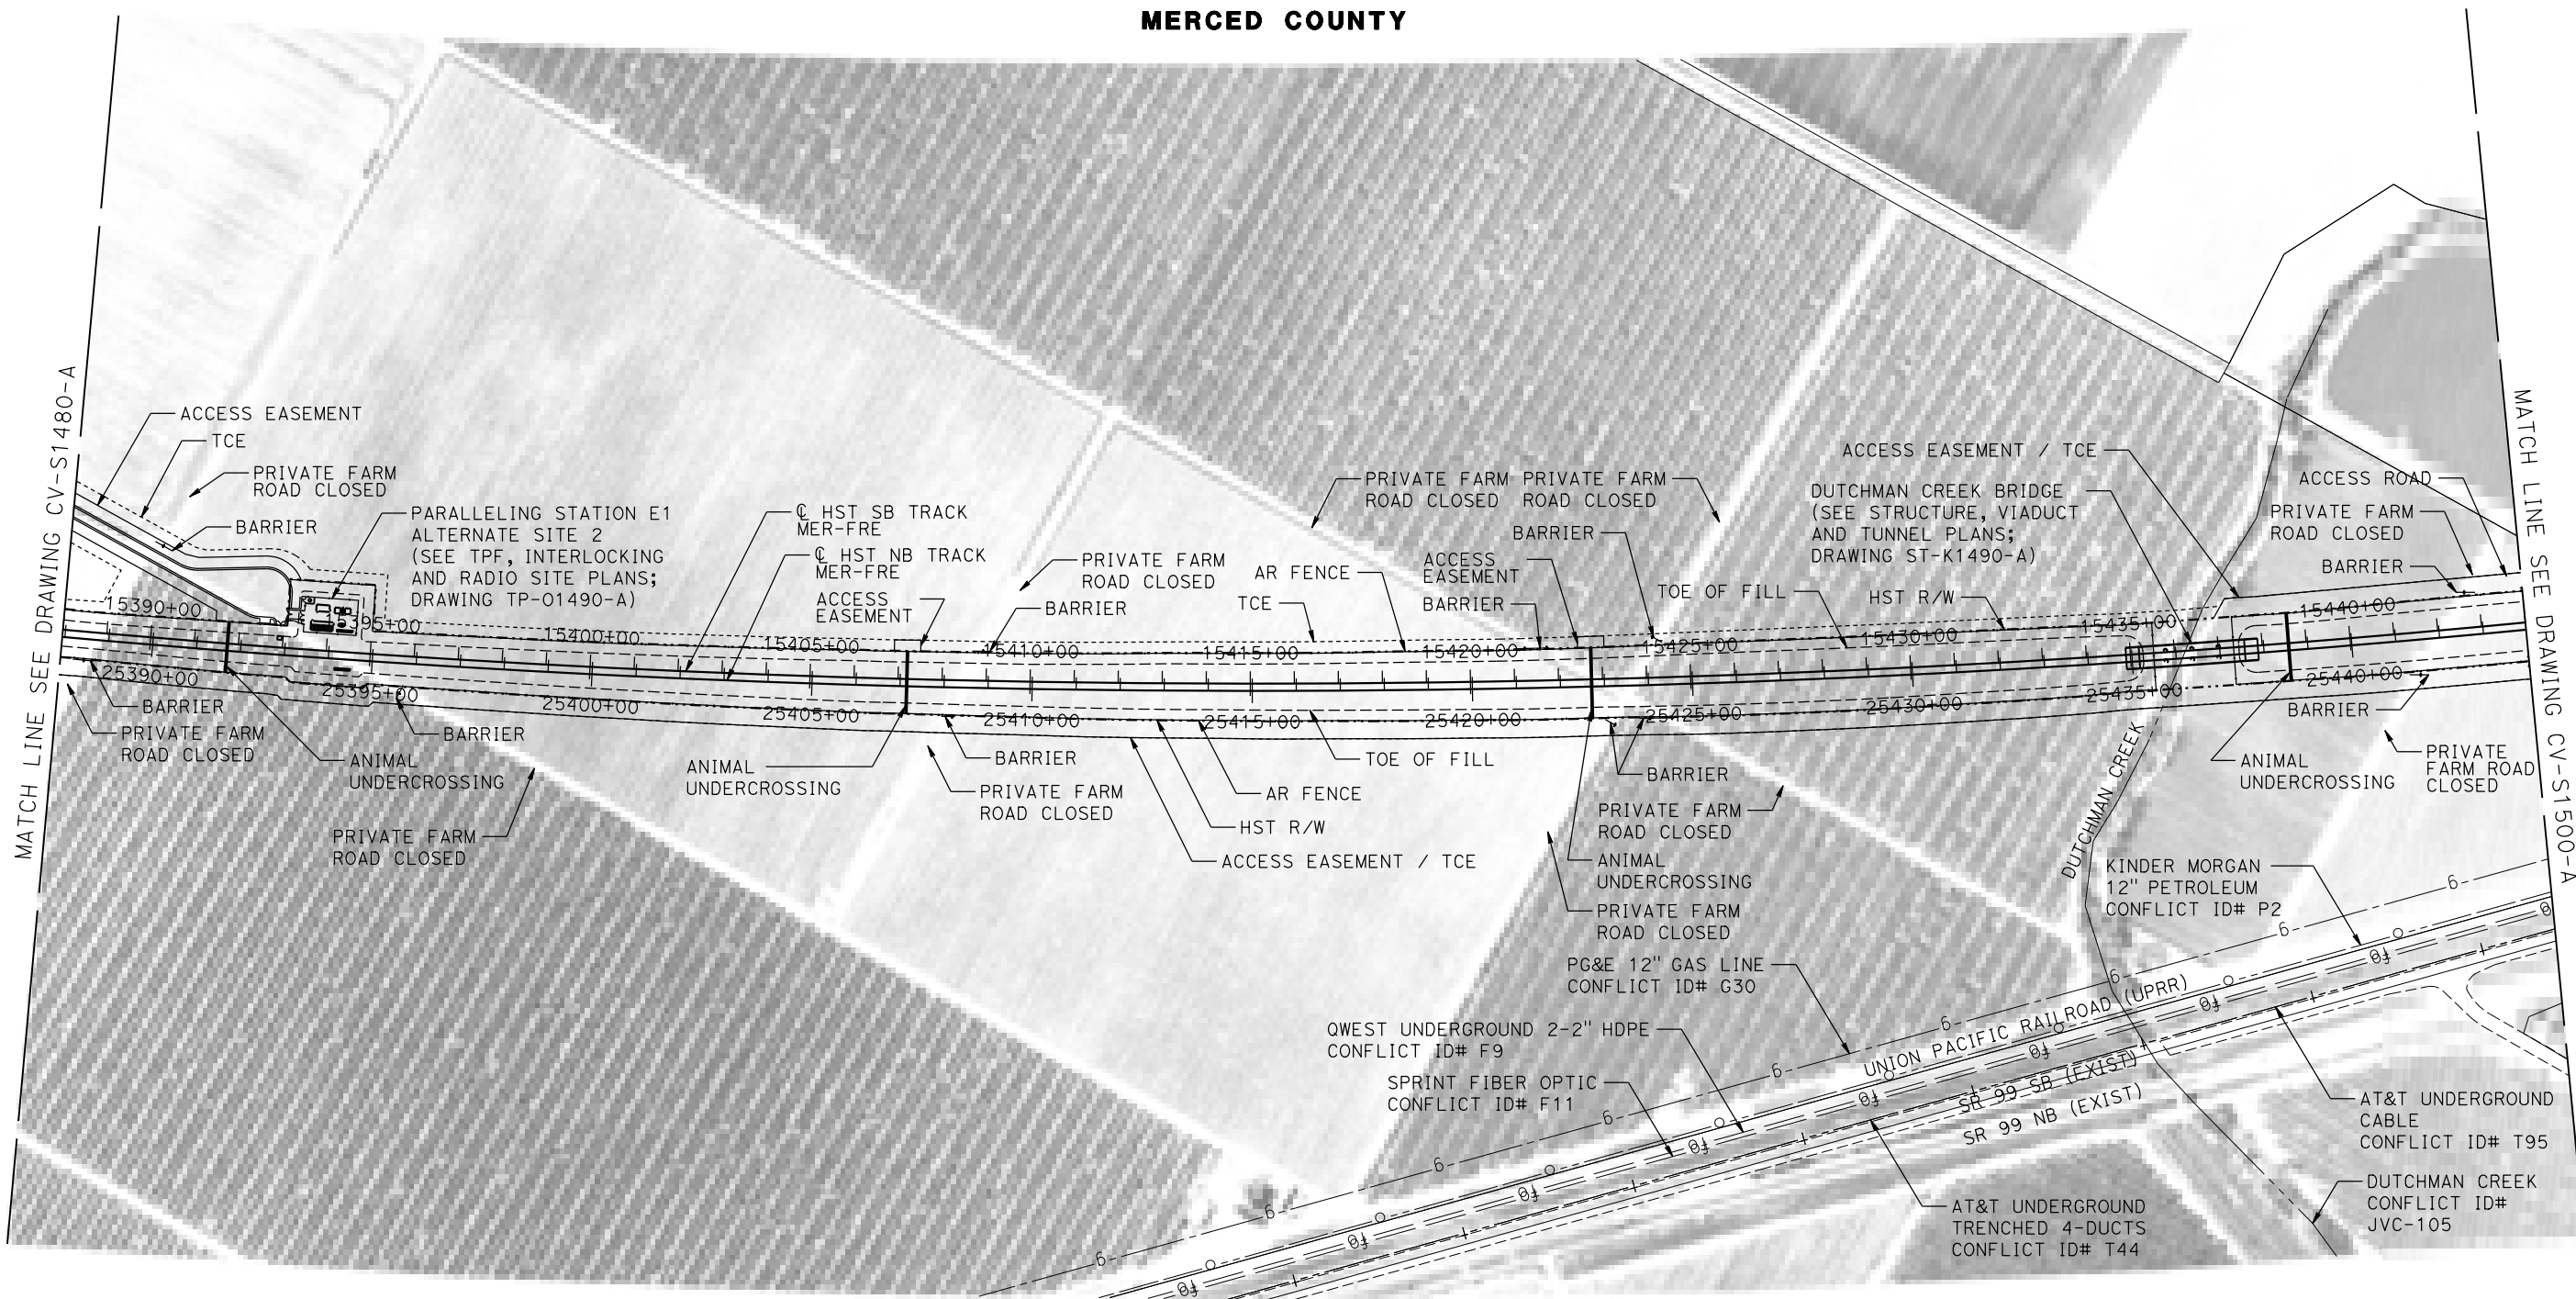 MERCED COUNTY
MATCH LINE SEE DRAWING CV-S1480-A
ACCESS EASEMENT
TCE
PRIVATE FARM
ROAD CLOSED
BARRIER
PARALLELING STATION E1
ALTERNATE SITE 2
(SEE TPF, INTERLOCKING
AND RADIO SITE PLANS;
DRAWING TP-O1490-A)
℄ HST SB TRACK
MER-FRE
℄ HST NB TRACK
MER-FRE
ACCESS
EASEMENT
PRIVATE FARM
ROAD CLOSED
BARRIER
AR FENCE
TCE
PRIVATE FARM
ROAD CLOSED
PRIVATE FARM
ROAD CLOSED
BARRIER
ACCESS
EASEMENT
BARRIER
TOE OF FILL
ACCESS EASEMENT / TCE
DUTCHMAN CREEK BRIDGE
(SEE STRUCTURE, VIADUCT
AND TUNNEL PLANS;
DRAWING ST-K1490-A)
HST R/W
ACCESS ROAD
PRIVATE FARM
ROAD CLOSED
BARRIER
MATCH LINE SEE DRAWING CV-S1500-A
15390+00
15395+00
15400+00
15405+00
15410+00
15415+00
15420+00
15425+00
15430+00
15435+00
15440+00
25390+00
25395+00
25400+00
25405+00
25410+00
25415+00
25420+00
25425+00
25430+00
25435+00
25440+00
BARRIER
PRIVATE FARM
ROAD CLOSED
ANIMAL
UNDERCROSSING
BARRIER
PRIVATE FARM
ROAD CLOSED
ANIMAL
UNDERCROSSING
BARRIER
PRIVATE FARM
ROAD CLOSED
TOE OF FILL
AR FENCE
HST R/W
ACCESS EASEMENT / TCE
BARRIER
PRIVATE FARM
ROAD CLOSED
ANIMAL
UNDERCROSSING
PRIVATE FARM
ROAD CLOSED
DUTCHMAN CREEK
ANIMAL
UNDERCROSSING
BARRIER
PRIVATE
FARM ROAD
CLOSED
KINDER MORGAN
12" PETROLEUM
CONFLICT ID# P2
PG&E 12" GAS LINE
CONFLICT ID# G30
QWEST UNDERGROUND 2-2" HDPE
CONFLICT ID# F9
SPRINT FIBER OPTIC
CONFLICT ID# F11
UNION PACIFIC RAILROAD (UPRR)
SR 99 SB (EXIST)
SR 99 NB (EXIST)
AT&T UNDERGROUND
CABLE
CONFLICT ID# T95
DUTCHMAN CREEK
CONFLICT ID#
JVC-105
AT&T UNDERGROUND
TRENCHED 4-DUCTS
CONFLICT ID# T44